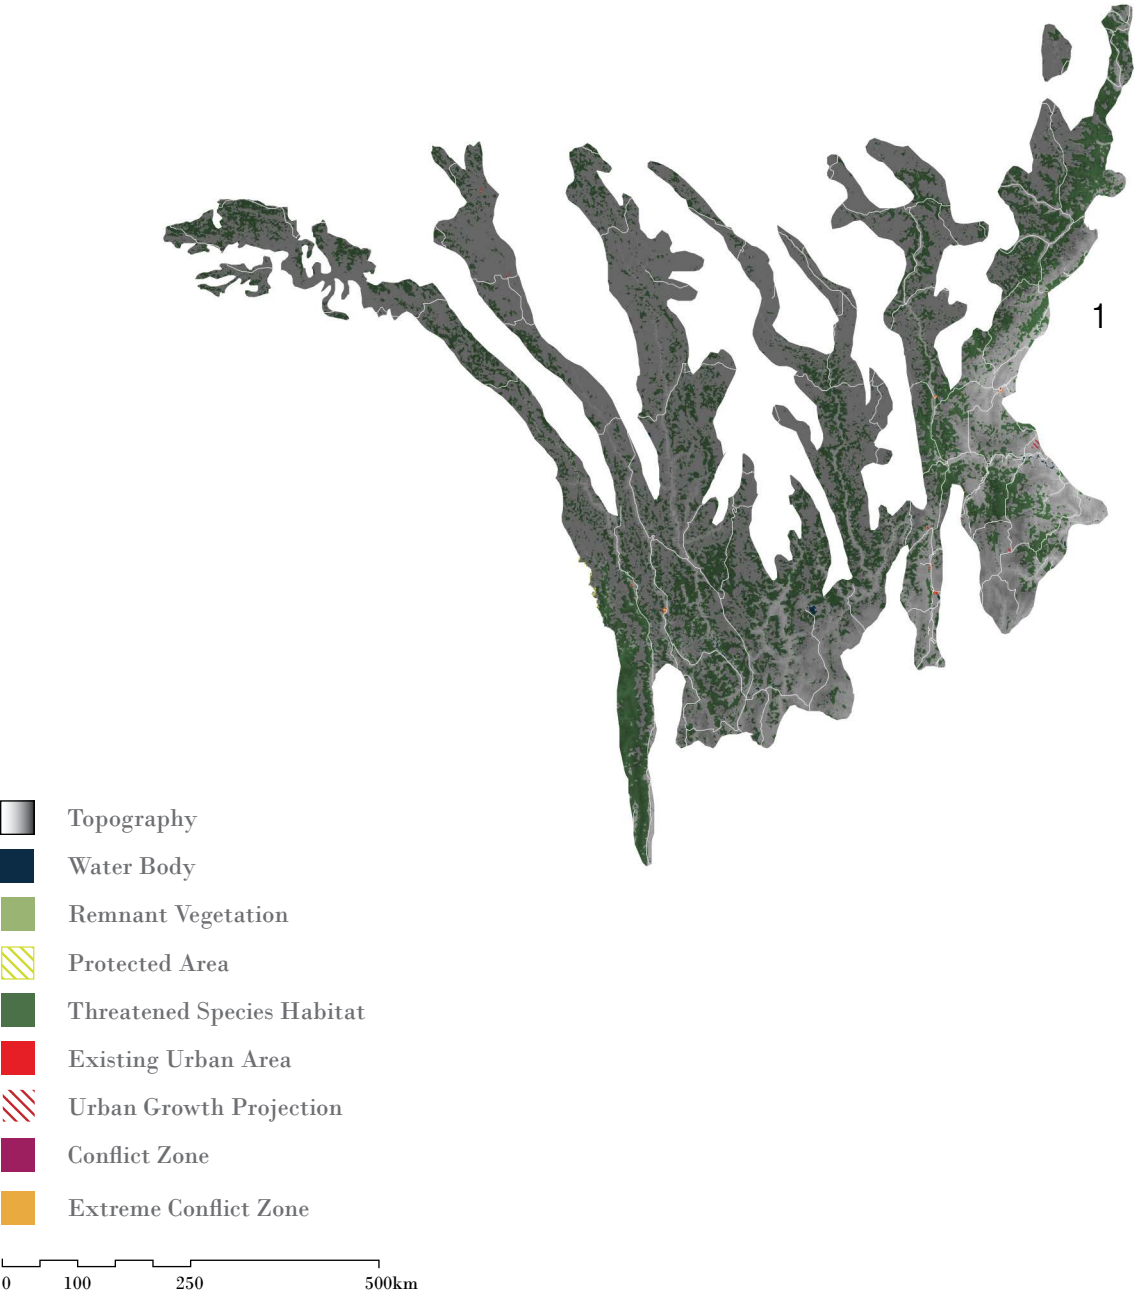 1
Topography
Water Body
Remnant Vegetation
Protected Area
Threatened Species Habitat
Existing Urban Area
Urban Growth Projection
Conflict Zone
Extreme Conflict Zone
0 100 250 500km